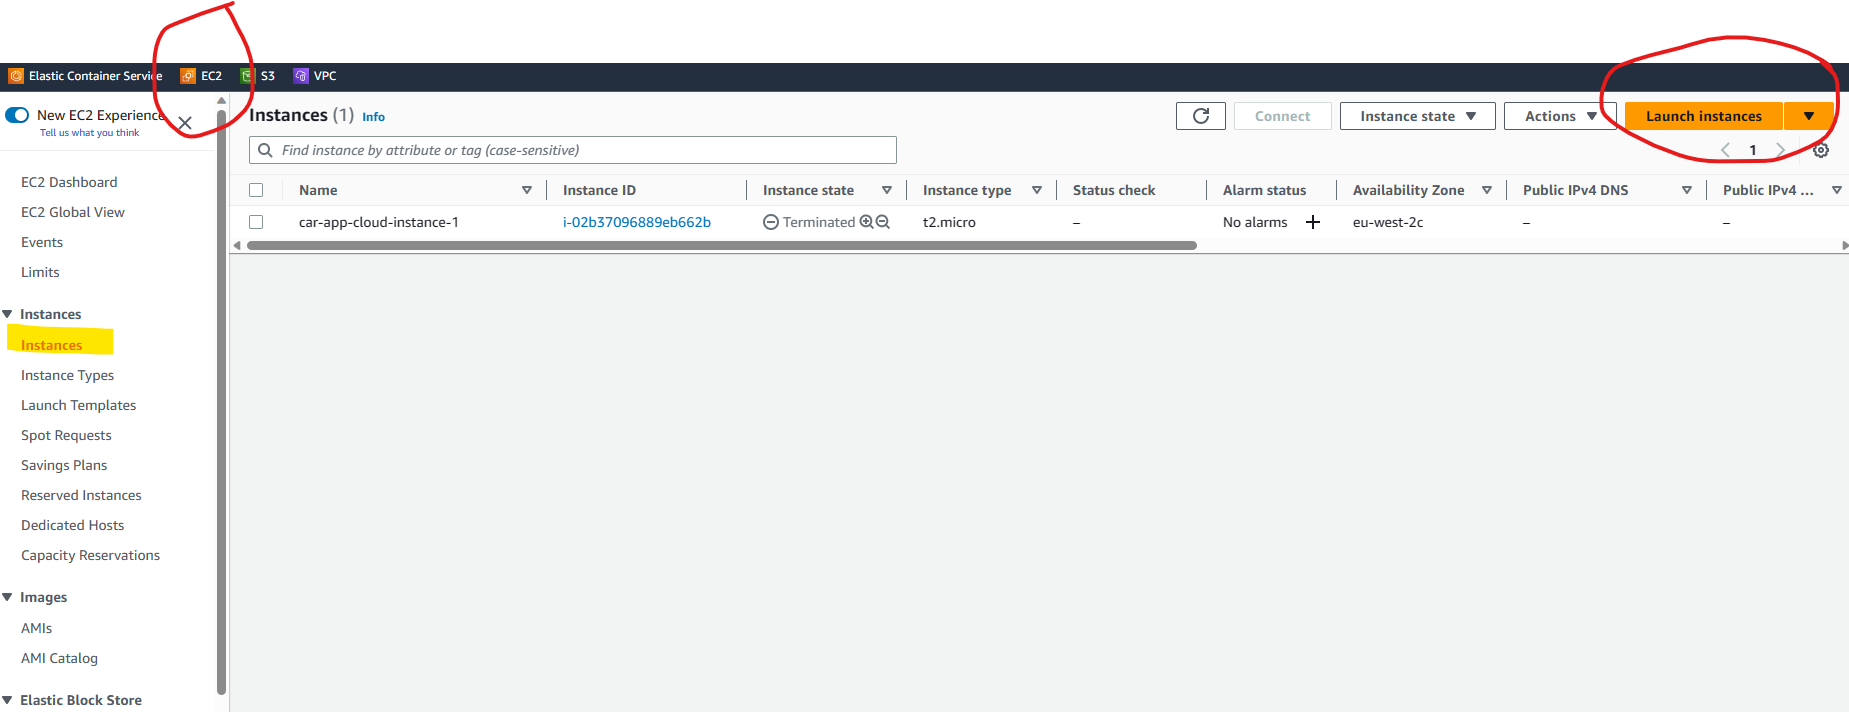 Elastic Container Service EC2 S3 VPC
New EC2 Experience
Tell us what you think
EC2 Dashboard
EC2 Global View
Events
Limits
Instances
Instances
Instance Types
Launch Templates
Spot Requests
Savings Plans
Reserved Instances
Dedicated Hosts
Capacity Reservations
Images
AMIs
AMI Catalog
Elastic Block Store
Instances (1) Info
Connect Instance state Actions Launch instances
Find instance by attribute or tag (case-sensitive)
1
Name Instance ID Instance state Instance type Status check Alarm status Availability Zone Public IPv4 DNS Public IPv4 ...
car-app-cloud-instance-1 i-02b37096889eb662b Terminated t2.micro – No alarms + eu-west-2c – –